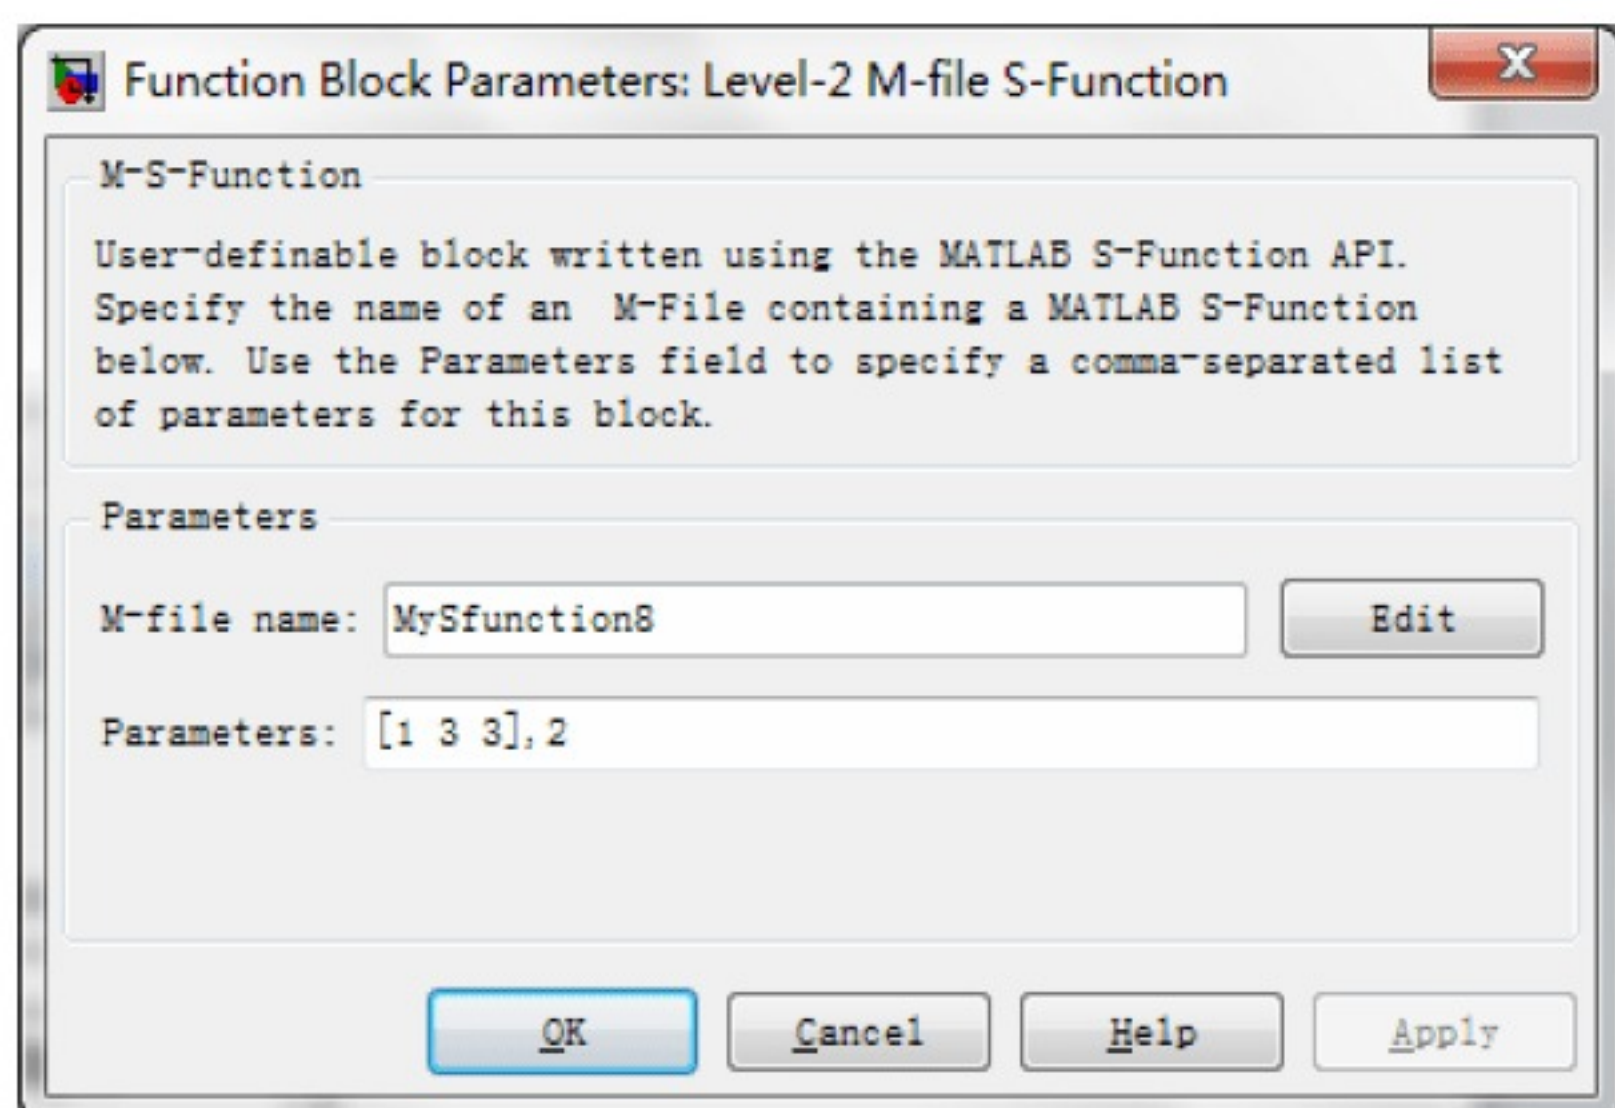 Function Block Parameters: Level-2 M-file S-Function
M-S-Function
User-definable block written using the MATLAB S-Function API.
Specify the name of an M-File containing a MATLAB S-Function
below. Use the Parameters field to specify a comma-separated list
of parameters for this block.
Parameters
M-file name: MySfunction8 Edit
Parameters: [1 3 3],2
OK Cancel Help Apply